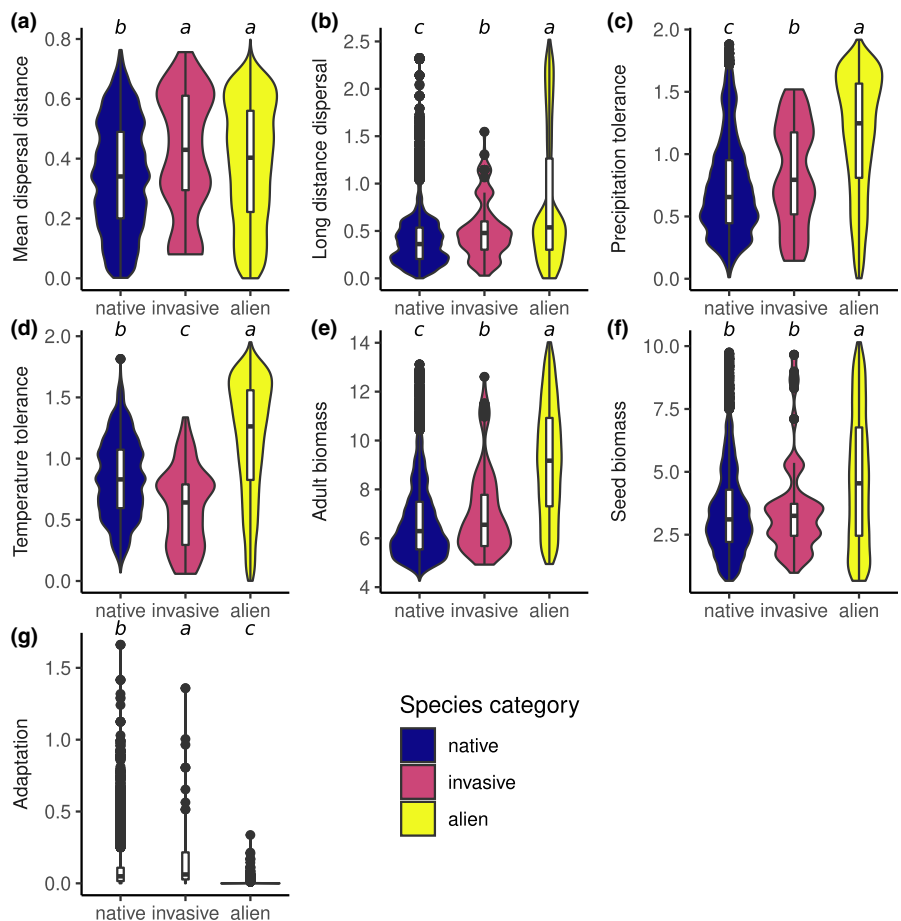 (a)
b a a
Mean dispersal distance
0.8
0.6
0.4
0.2
0.0
native invasive alien
(b)
c b a
Long distance dispersal
2.5
2.0
1.5
1.0
0.5
0.0
native invasive alien
(c)
c b a
Precipitation tolerance
2.0
1.5
1.0
0.5
0.0
native invasive alien
(d)
b c a
Temperature tolerance
2.0
1.5
1.0
0.5
0.0
native invasive alien
(e)
c b a
Adult biomass
14
12
10
8
6
4
native invasive alien
(f)
b b a
Seed biomass
10.0
7.5
5.0
2.5
native invasive alien
(g)
b a c
Adaptation
1.5
1.0
0.5
0.0
native invasive alien
Species category
native
invasive
alien